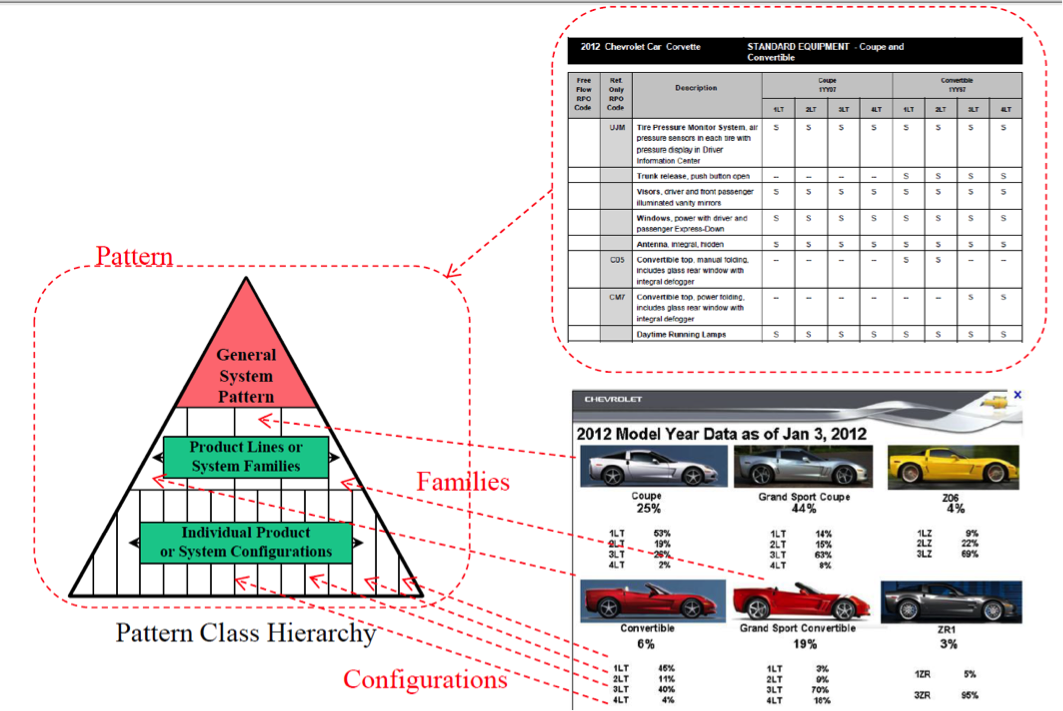 2012 Chevrolet Car Corvette STANDARD EQUIPMENT - Coupe and
Convertible
Free Flow RPO Code Ref. Only RPO Code Description Coupe 1YY07 Convertible 1YY67
1LT 2LT 3LT 4LT 1LT 2LT 3LT 4LT
UJM Tire Pressure Monitor System, air S S S S S S S S
pressure sensors in each tire with
pressure display in Driver
Information Center
Trunk release, push button open -- -- -- -- S S S S
Visors, driver and front passenger S S S S S S S S
illuminated vanity mirrors
Windows, power with driver and S S S S S S S S
passenger Express-Down
Antenna, integral, hidden S S S S S S S S
C05 Convertible top, manual folding, -- -- -- -- S S -- --
includes glass rear window with
integral defogger
CM7 Convertible top, power folding, -- -- -- -- -- -- S S
includes glass rear window with
integral defogger
Daytime Running Lamps S S S S S S S S
Pattern
General
System
Pattern
Product Lines or
System Families
Individual Product
or System Configurations
Pattern Class Hierarchy
Families
Configurations
CHEVROLET
X
2012 Model Year Data as of Jan 3, 2012
Coupe Grand Sport Coupe Z06
25% 44% 4%
1LT 53% 1LT 14% 1LZ 9%
2LT 19% 2LT 15% 2LZ 22%
3LT 26% 3LT 63% 3LZ 69%
4LT 2% 4LT 8%
Convertible Grand Sport Convertible ZR1
6% 19% 3%
1LT 45% 1LT 3% 1ZR 5%
2LT 11% 2LT 9%
3LT 40% 3LT 70% 3ZR 95%
4LT 4% 4LT 18%